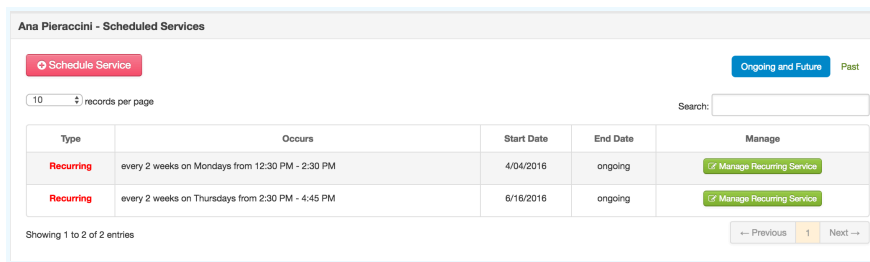 Ana Pieraccini - Scheduled Services
Schedule Service
Ongoing and Future Past
10 records per page
Search:
Type Occurs Start Date End Date Manage
Recurring every 2 weeks on Mondays from 12:30 PM - 2:30 PM 4/04/2016 ongoing Manage Recurring Service
Recurring every 2 weeks on Thursdays from 2:30 PM - 4:45 PM 6/16/2016 ongoing Manage Recurring Service
Showing 1 to 2 of 2 entries
← Previous 1 Next →